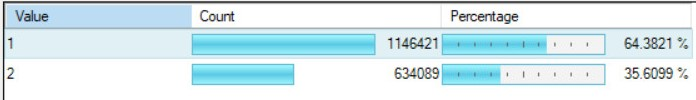 Value Count Percentage
1 1146421 64.3821 %
2 634089 35.6099 %